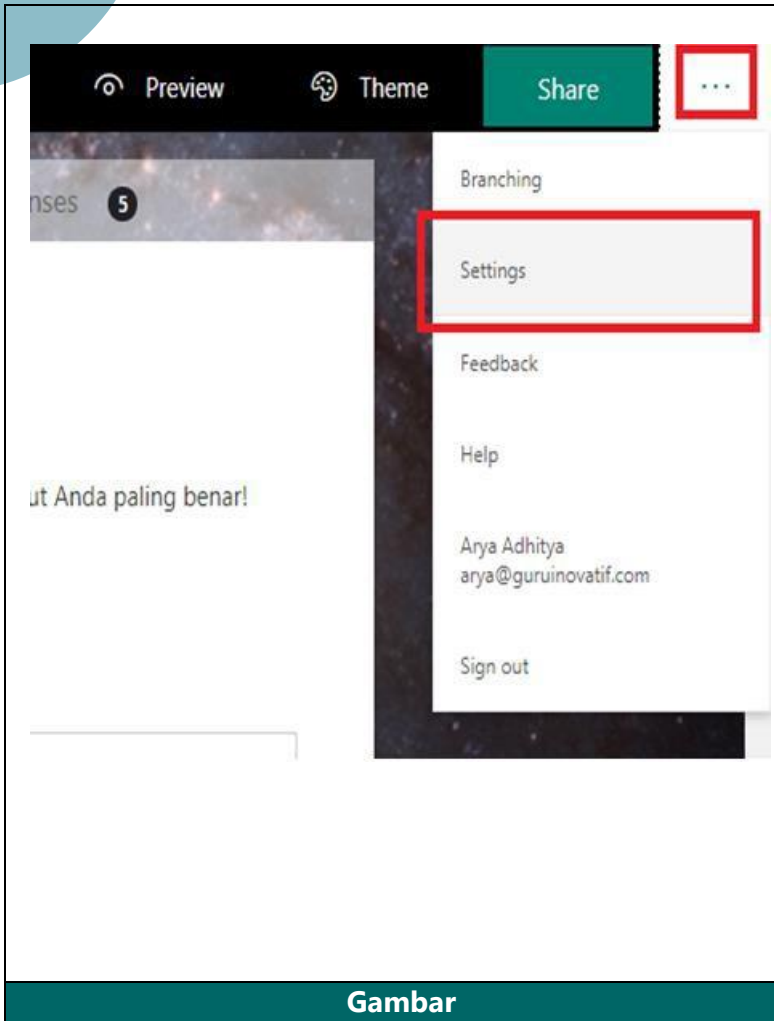 Preview Theme Share ...
Branching
nses 5
Settings
Feedback
Help
ut Anda paling benar!
Arya Adhitya
arya@guruinovatif.com
Sign out
Gambar